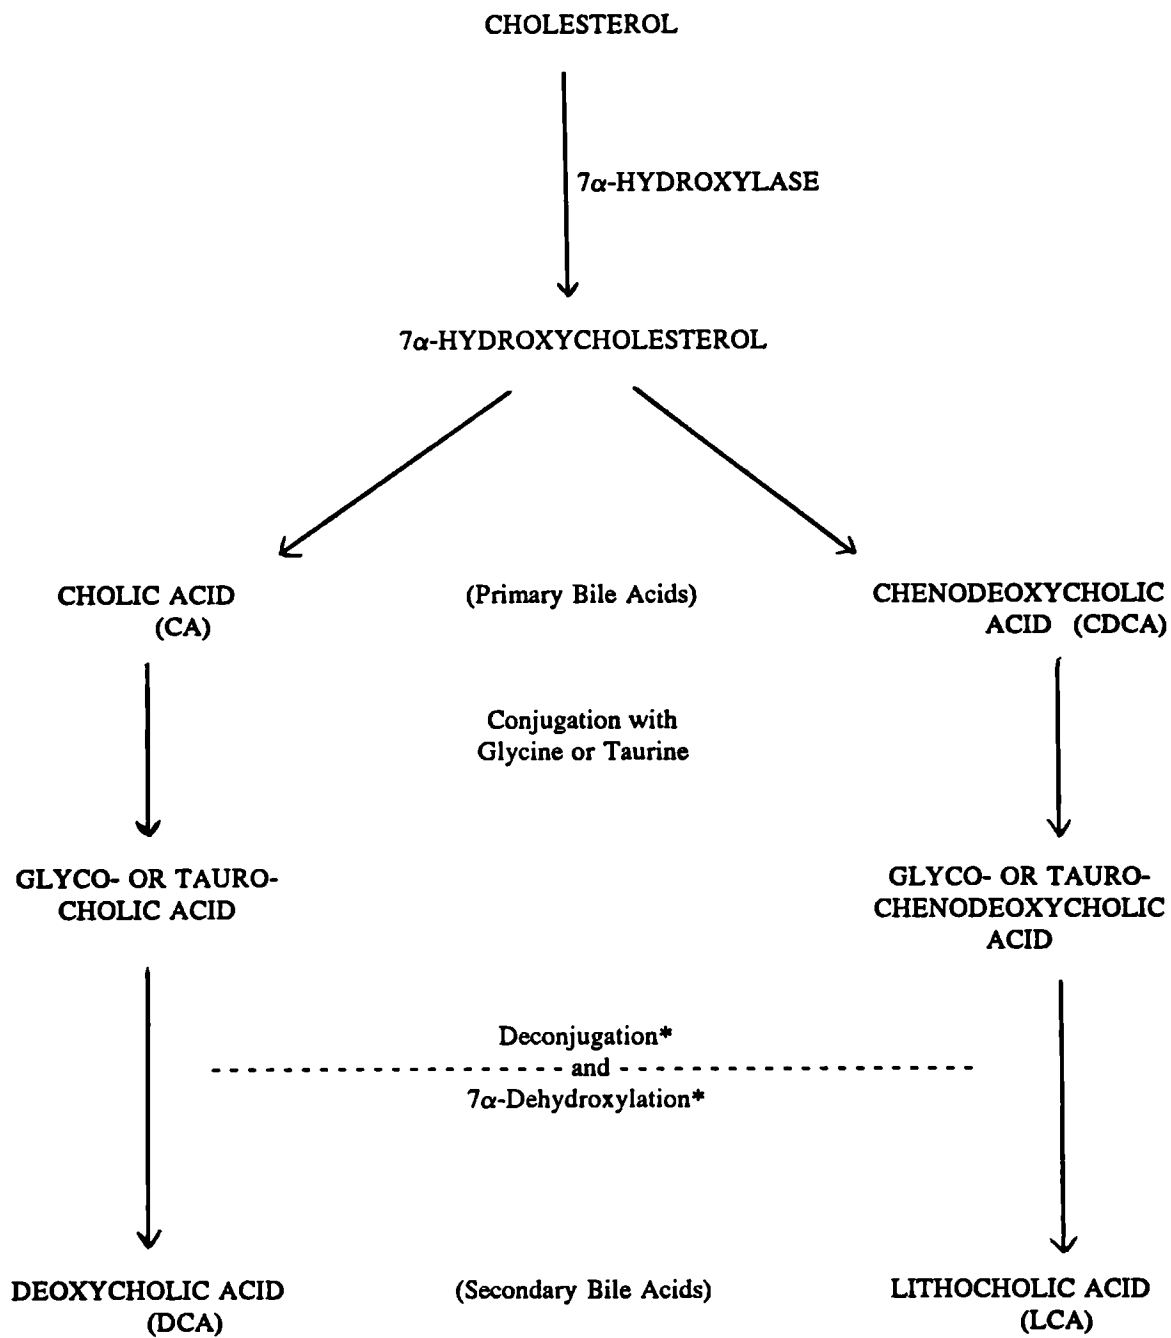 CHOLESTEROL
7α-HYDROXYLASE
7α-HYDROXYCHOLESTEROL
CHOLIC ACID
(CA)
(Primary Bile Acids)
CHENODEOXYCHOLIC
ACID (CDCA)
Conjugation with
Glycine or Taurine
GLYCO- OR TAURO-
CHOLIC ACID
GLYCO- OR TAURO-
CHENODEOXYCHOLIC
ACID
Deconjugation*
and
7α-Dehydroxylation*
DEOXYCHOLIC ACID
(DCA)
(Secondary Bile Acids)
LITHOCHOLIC ACID
(LCA)